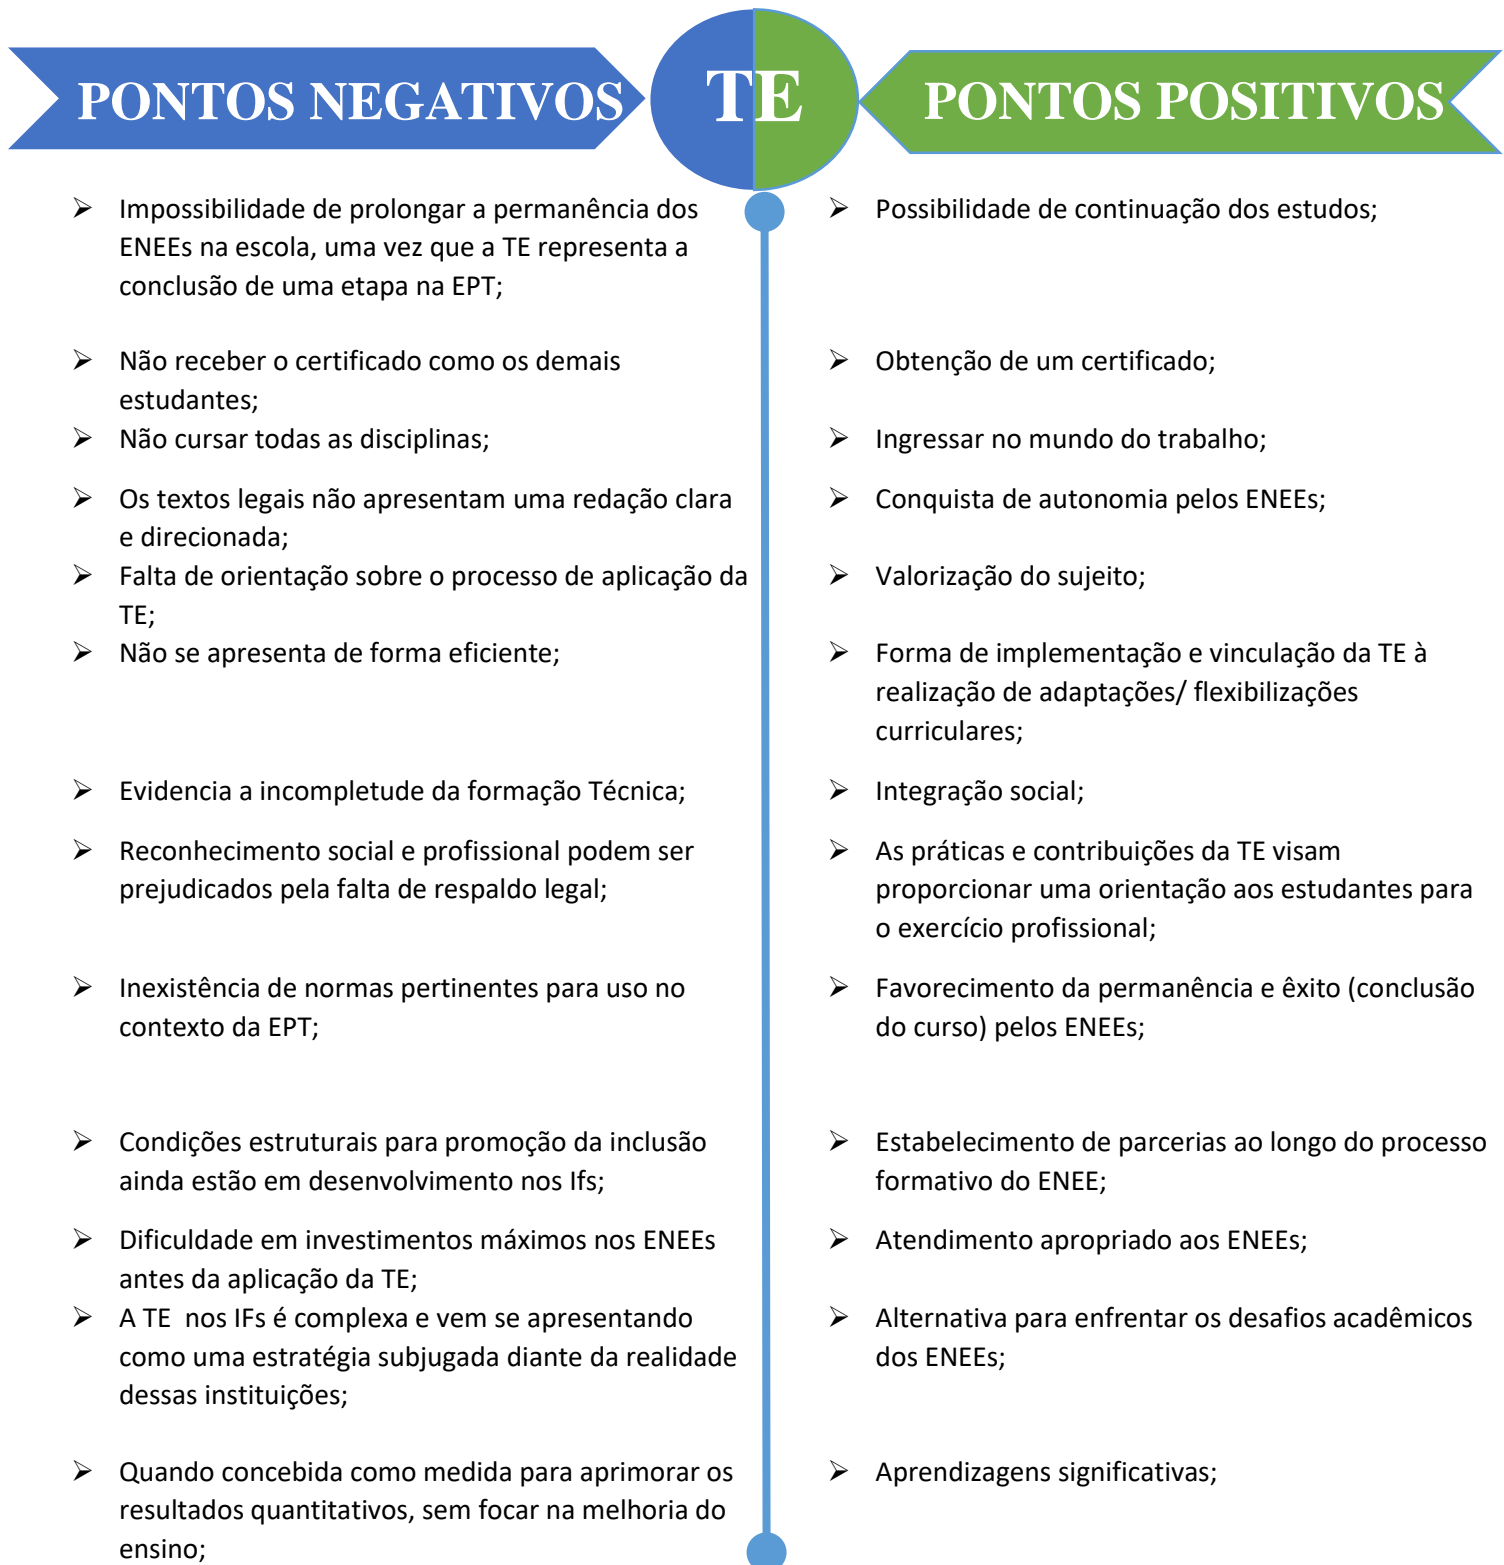 PONTOS NEGATIVOS
TE
PONTOS POSITIVOS
➢ Impossibilidade de prolongar a permanência dos
ENEEs na escola, uma vez que a TE representa a
conclusão de uma etapa na EPT;
➢ Não receber o certificado como os demais
estudantes;
➢ Não cursar todas as disciplinas;
➢ Os textos legais não apresentam uma redação clara
e direcionada;
➢ Falta de orientação sobre o processo de aplicação da
TE;
➢ Não se apresenta de forma eficiente;
➢ Evidencia a incompletude da formação Técnica;
➢ Reconhecimento social e profissional podem ser
prejudicados pela falta de respaldo legal;
➢ Inexistência de normas pertinentes para uso no
contexto da EPT;
➢ Condições estruturais para promoção da inclusão
ainda estão em desenvolvimento nos Ifs;
➢ Dificuldade em investimentos máximos nos ENEEs
antes da aplicação da TE;
➢ A TE  nos IFs é complexa e vem se apresentando
como uma estratégia subjugada diante da realidade
dessas instituições;
➢ Quando concebida como medida para aprimorar os
resultados quantitativos, sem focar na melhoria do
ensino;
➢ Possibilidade de continuação dos estudos;
➢ Obtenção de um certificado;
➢ Ingressar no mundo do trabalho;
➢ Conquista de autonomia pelos ENEEs;
➢ Valorização do sujeito;
➢ Forma de implementação e vinculação da TE à
realização de adaptações/ flexibilizações
curriculares;
➢ Integração social;
➢ As práticas e contribuições da TE visam
proporcionar uma orientação aos estudantes para
o exercício profissional;
➢ Favorecimento da permanência e êxito (conclusão
do curso) pelos ENEEs;
➢ Estabelecimento de parcerias ao longo do processo
formativo do ENEE;
➢ Atendimento apropriado aos ENEEs;
➢ Alternativa para enfrentar os desafios acadêmicos
dos ENEEs;
➢ Aprendizagens significativas;